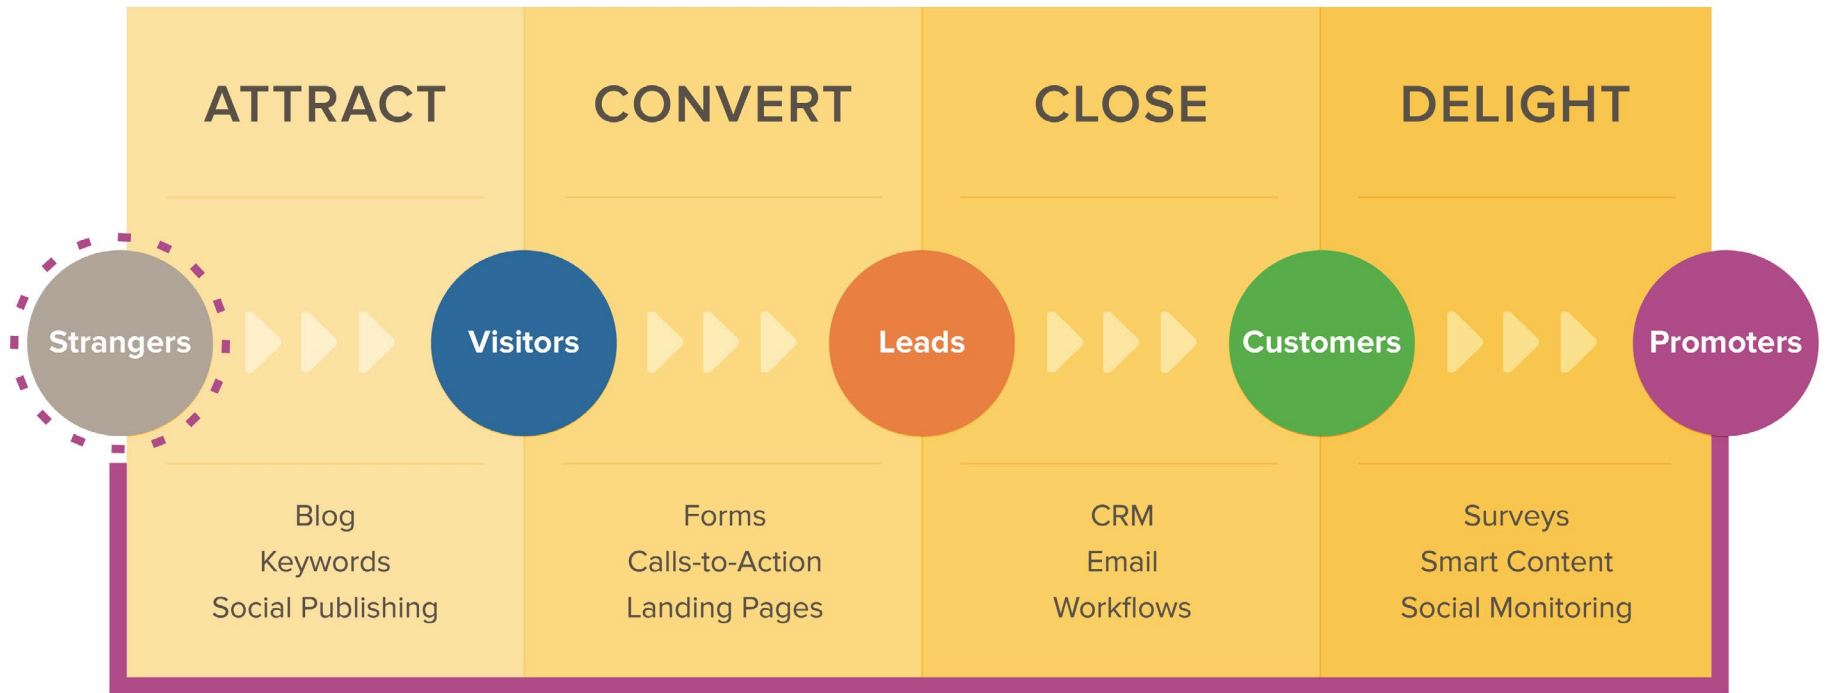 ATTRACT
CONVERT
CLOSE
DELIGHT
Strangers
Visitors
Leads
Customers
Promoters
Blog
Keywords
Social Publishing
Forms
Calls-to-Action
Landing Pages
CRM
Email
Workflows
Surveys
Smart Content
Social Monitoring